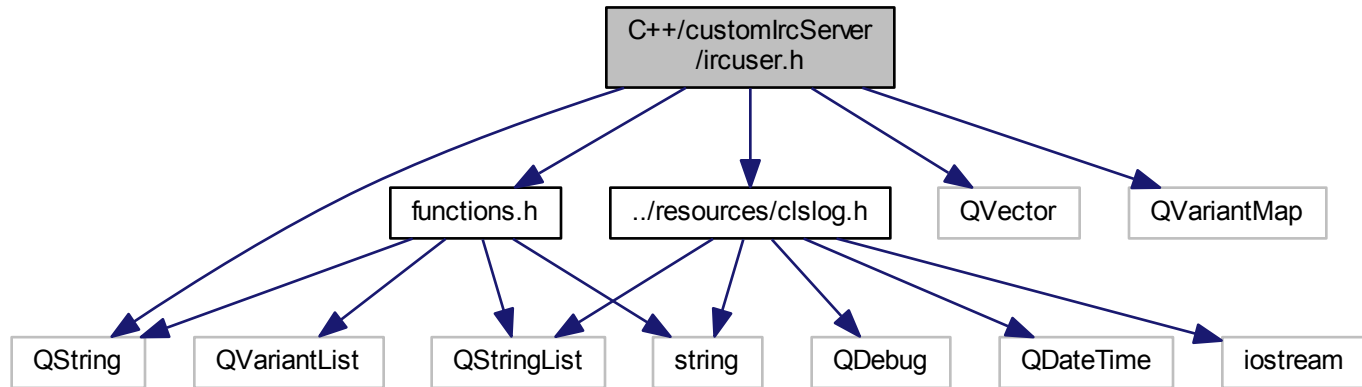 C++/customIrcServer
/ircuser.h
functions.h
../resources/clslog.h
QVector
QVariantMap
QString
QVariantList
QStringList
string
QDebug
QDateTime
iostream